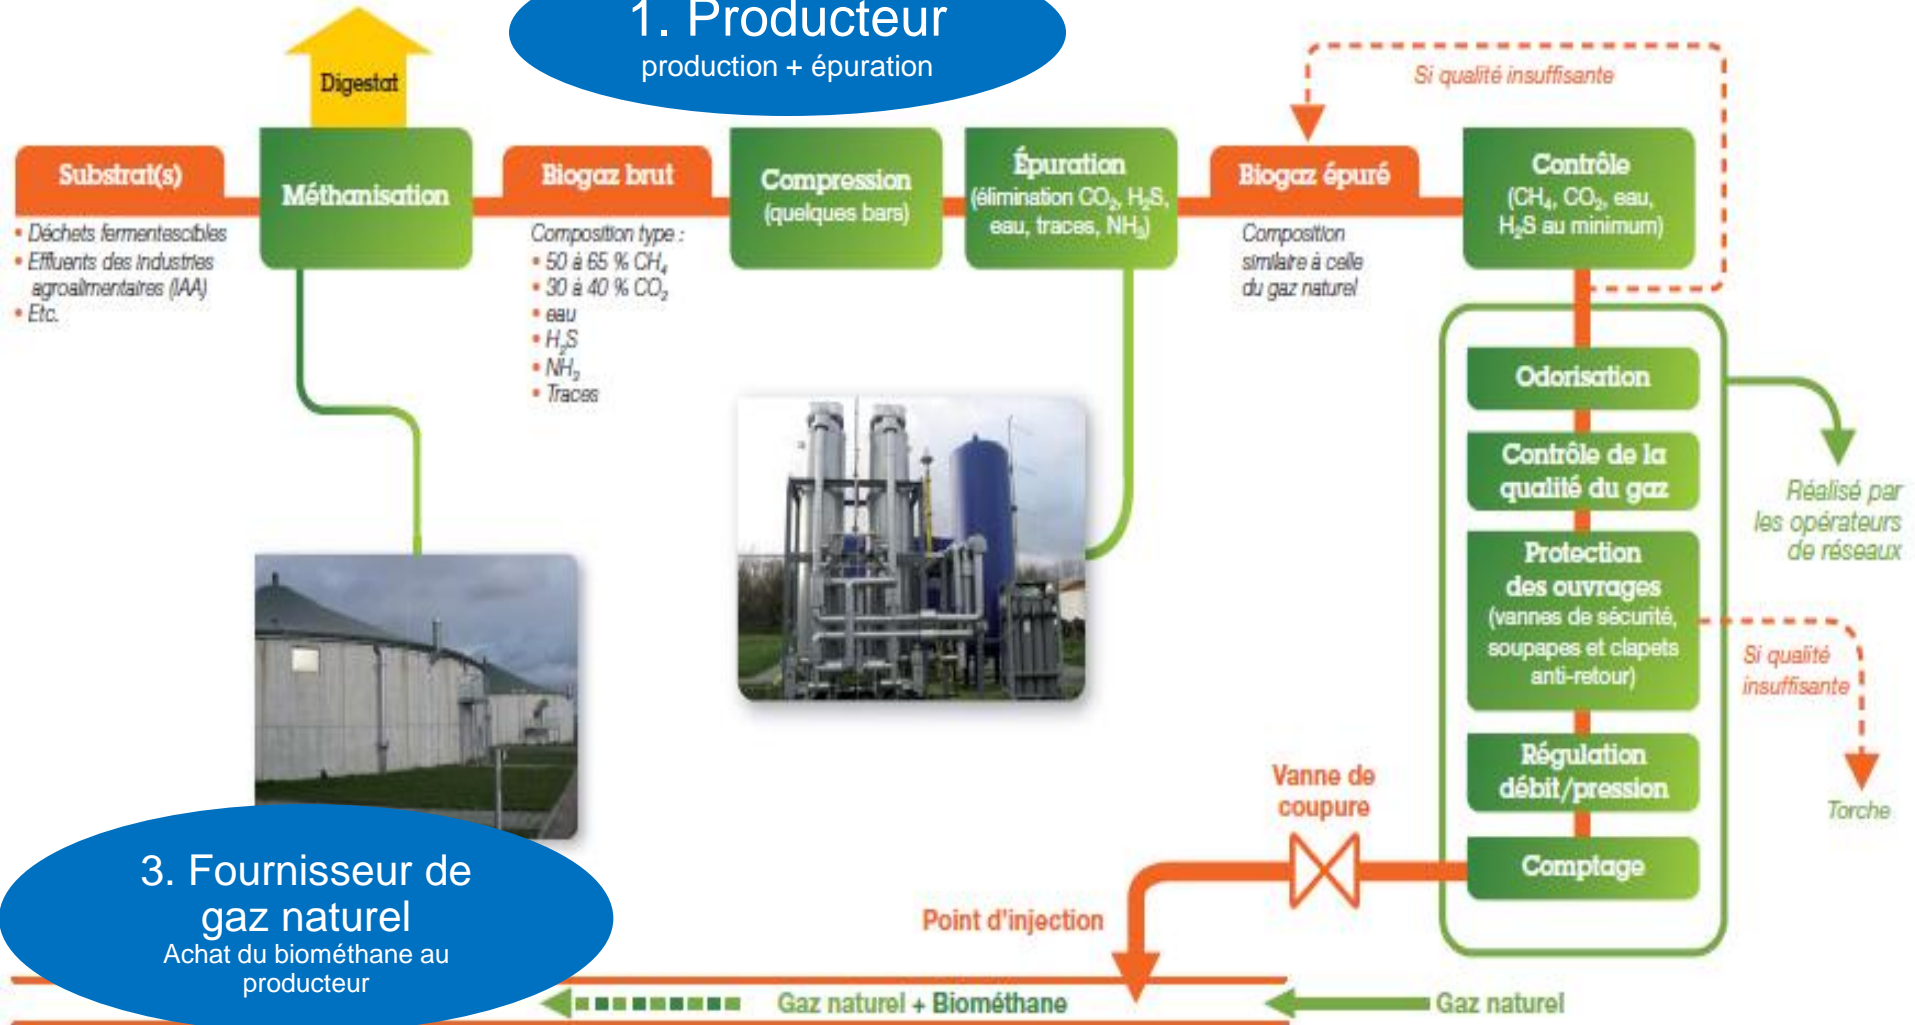 1. Producteur
production + épuration
Digestat
Si qualité insuffisante
Substrat(s)
• Déchets fermentescibles
• Effluents des industries
agroalimentaires (IAA)
• Etc.
Méthanisation
Biogaz brut
Composition type :
• 50 à 65 % CH₄
• 30 à 40 % CO₂
• eau
• H₂S
• NH₂
• Traces
Compression
(quelques bars)
Épuration
(élimination CO₂, H₂S,
eau, traces, NH₃)
Biogaz épuré
Composition
similaire à celle
du gaz naturel
Contrôle
(CH₄, CO₂, eau,
H₂S au minimum)
Odorisation
Contrôle de la
qualité du gaz
Protection
des ouvrages
(vannes de sécurité,
soupapes et clapets
anti-retour)
Régulation
débit/pression
Comptage
Réalisé par
les opérateurs
de réseaux
Si qualité
insuffisante
Torche
Vanne de
coupure
Point d'injection
3. Fournisseur de
gaz naturel
Achat du biométhane au
producteur
Gaz naturel + Biométhane
Gaz naturel